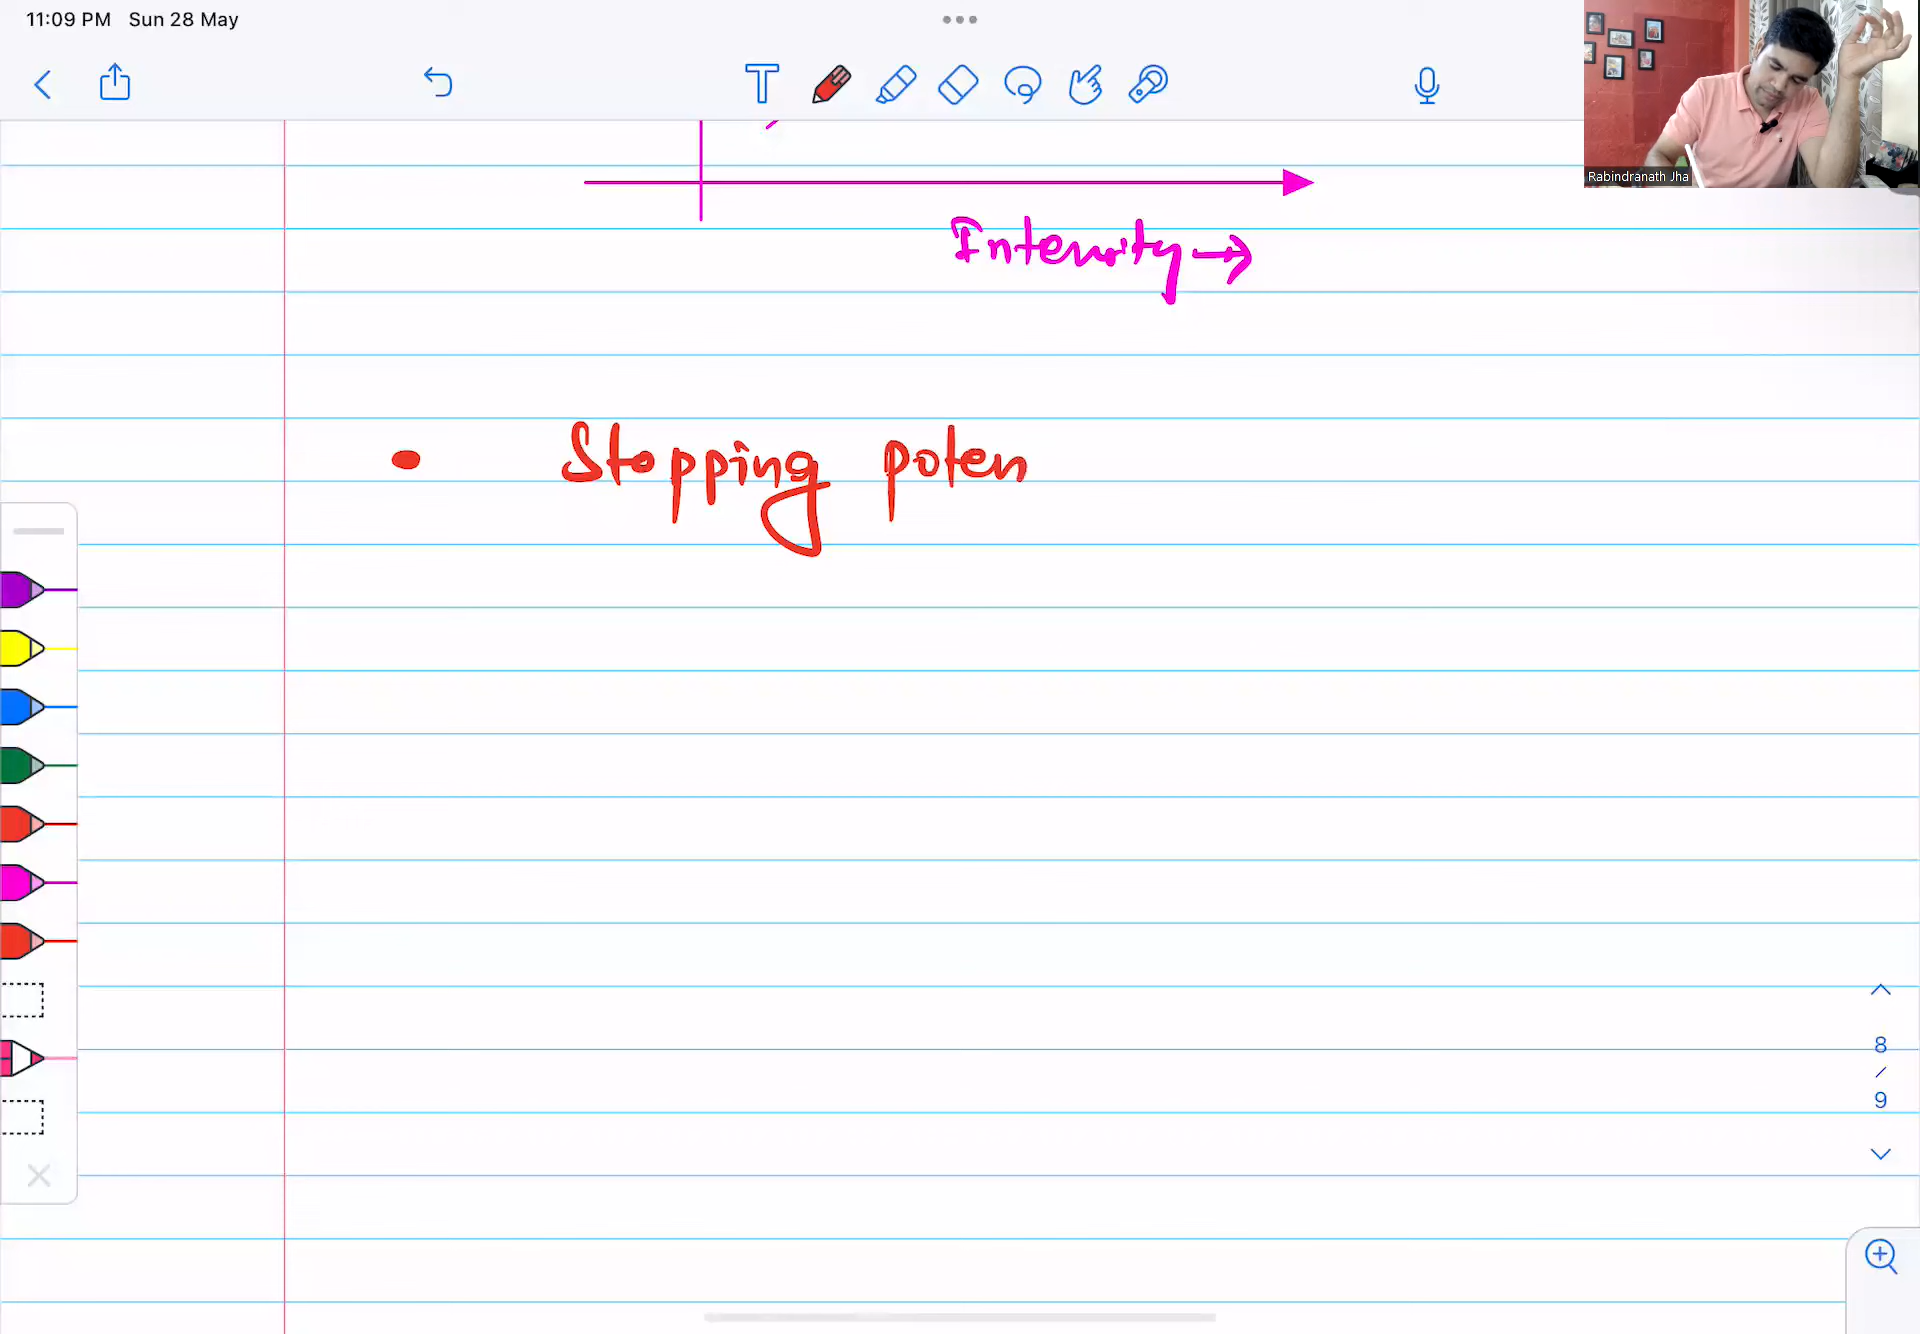 11:09 PM Sun 28 May
T
Rabindranath Jha
Intensity →
• Stopping poten
8
/
9